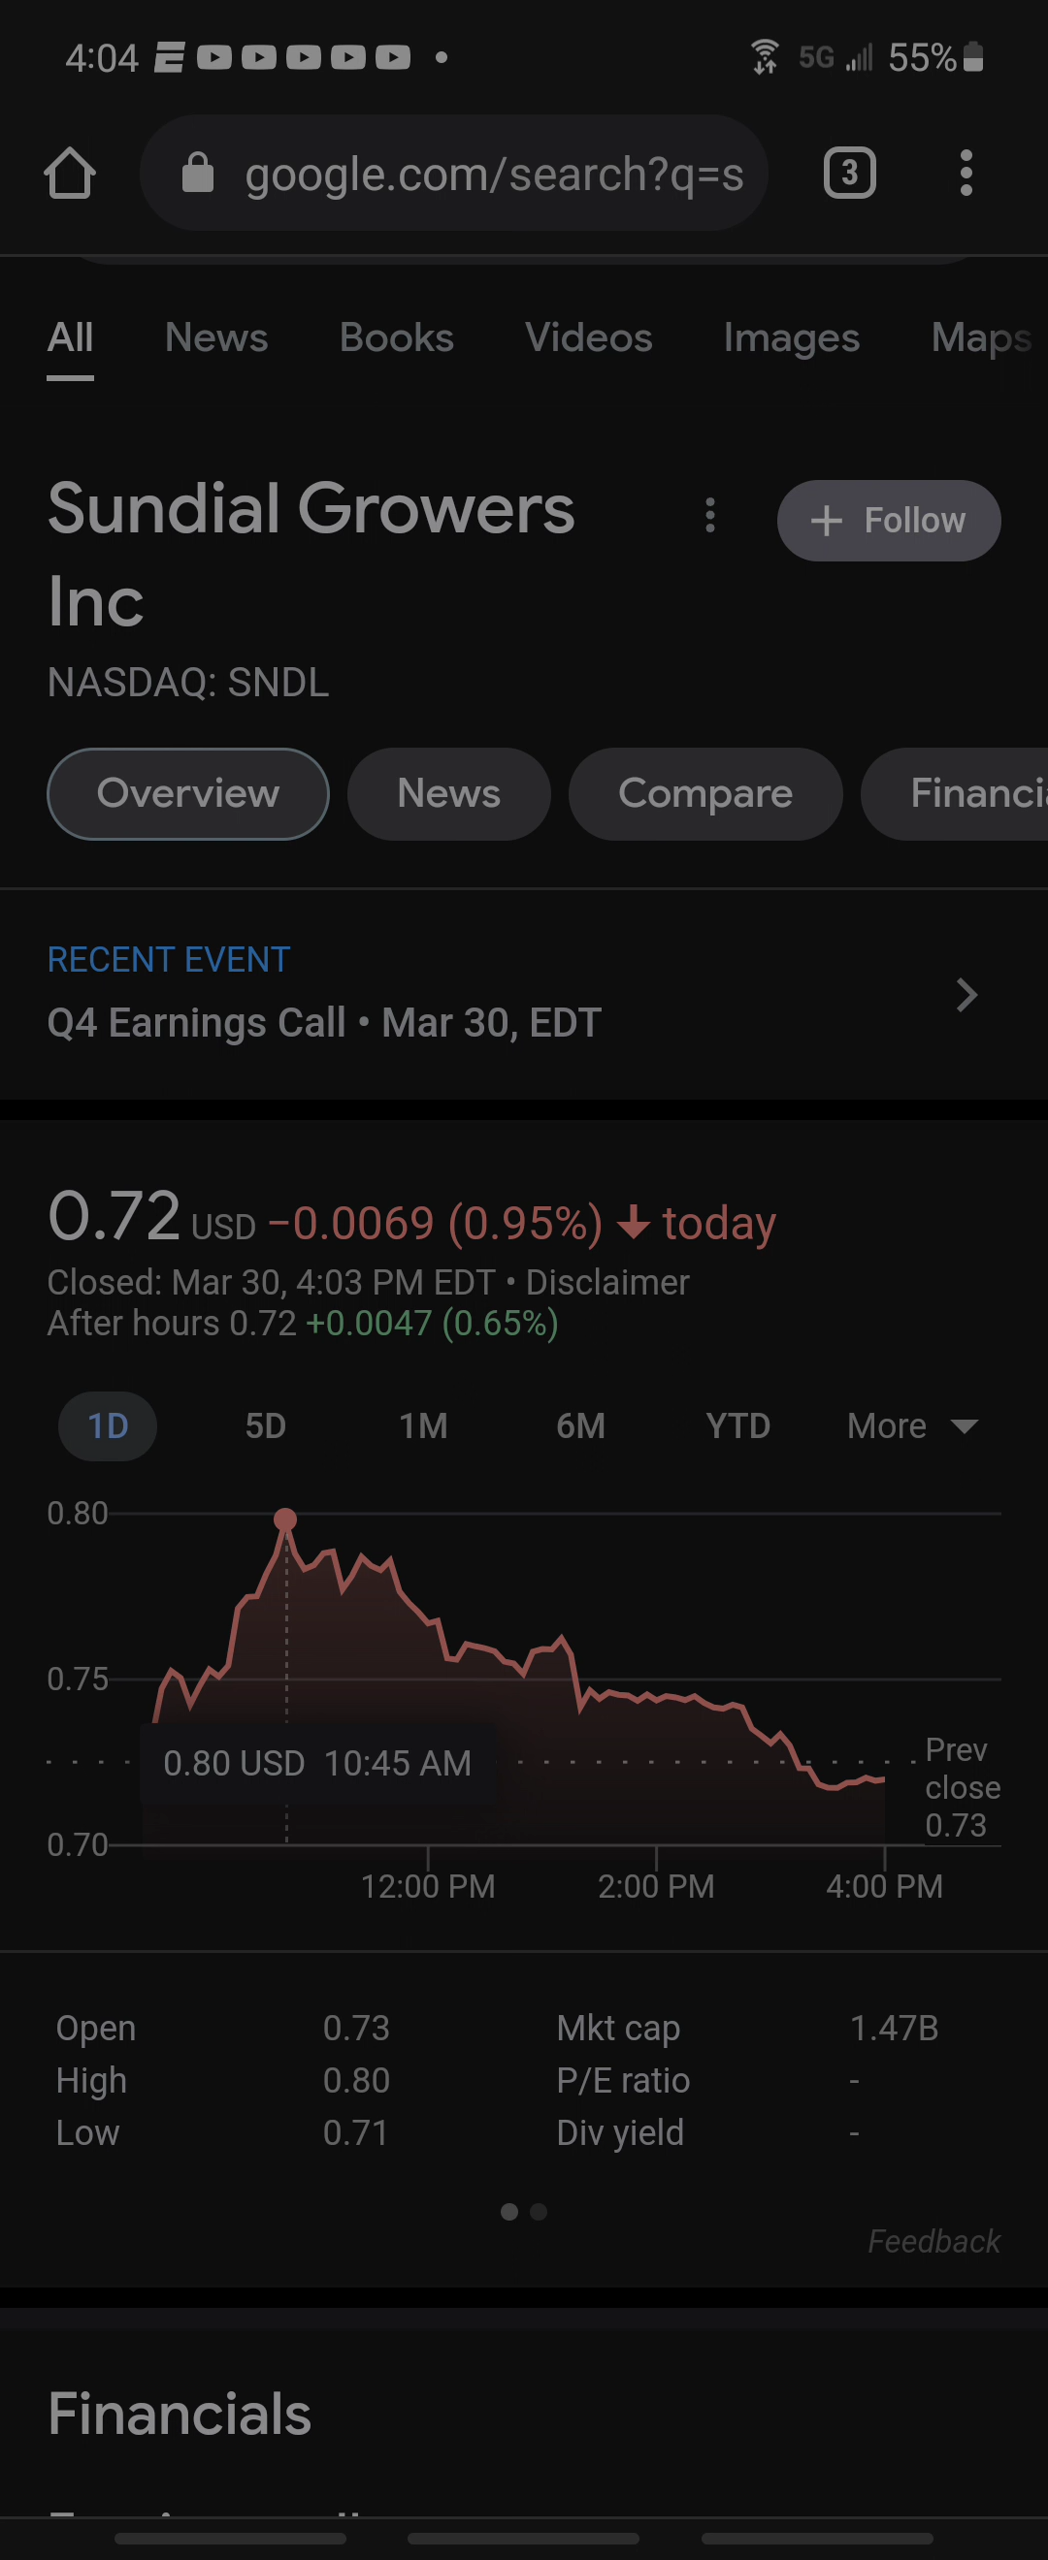 4:04 5G 55%
google.com/search?q=s 3
All News Books Videos Images Maps
Sundial Growers
Inc
+ Follow
NASDAQ: SNDL
Overview News Compare Financia
RECENT EVENT
Q4 Earnings Call • Mar 30, EDT
0.72 USD −0.0069 (0.95%) ↓ today
Closed: Mar 30, 4:03 PM EDT • Disclaimer
After hours 0.72 +0.0047 (0.65%)
1D 5D 1M 6M YTD More
0.80
0.75
0.80 USD 10:45 AM
Prev
close
0.73
0.70
12:00 PM 2:00 PM 4:00 PM
Open 0.73 Mkt cap 1.47B
High 0.80 P/E ratio -
Low 0.71 Div yield -
Feedback
Financials